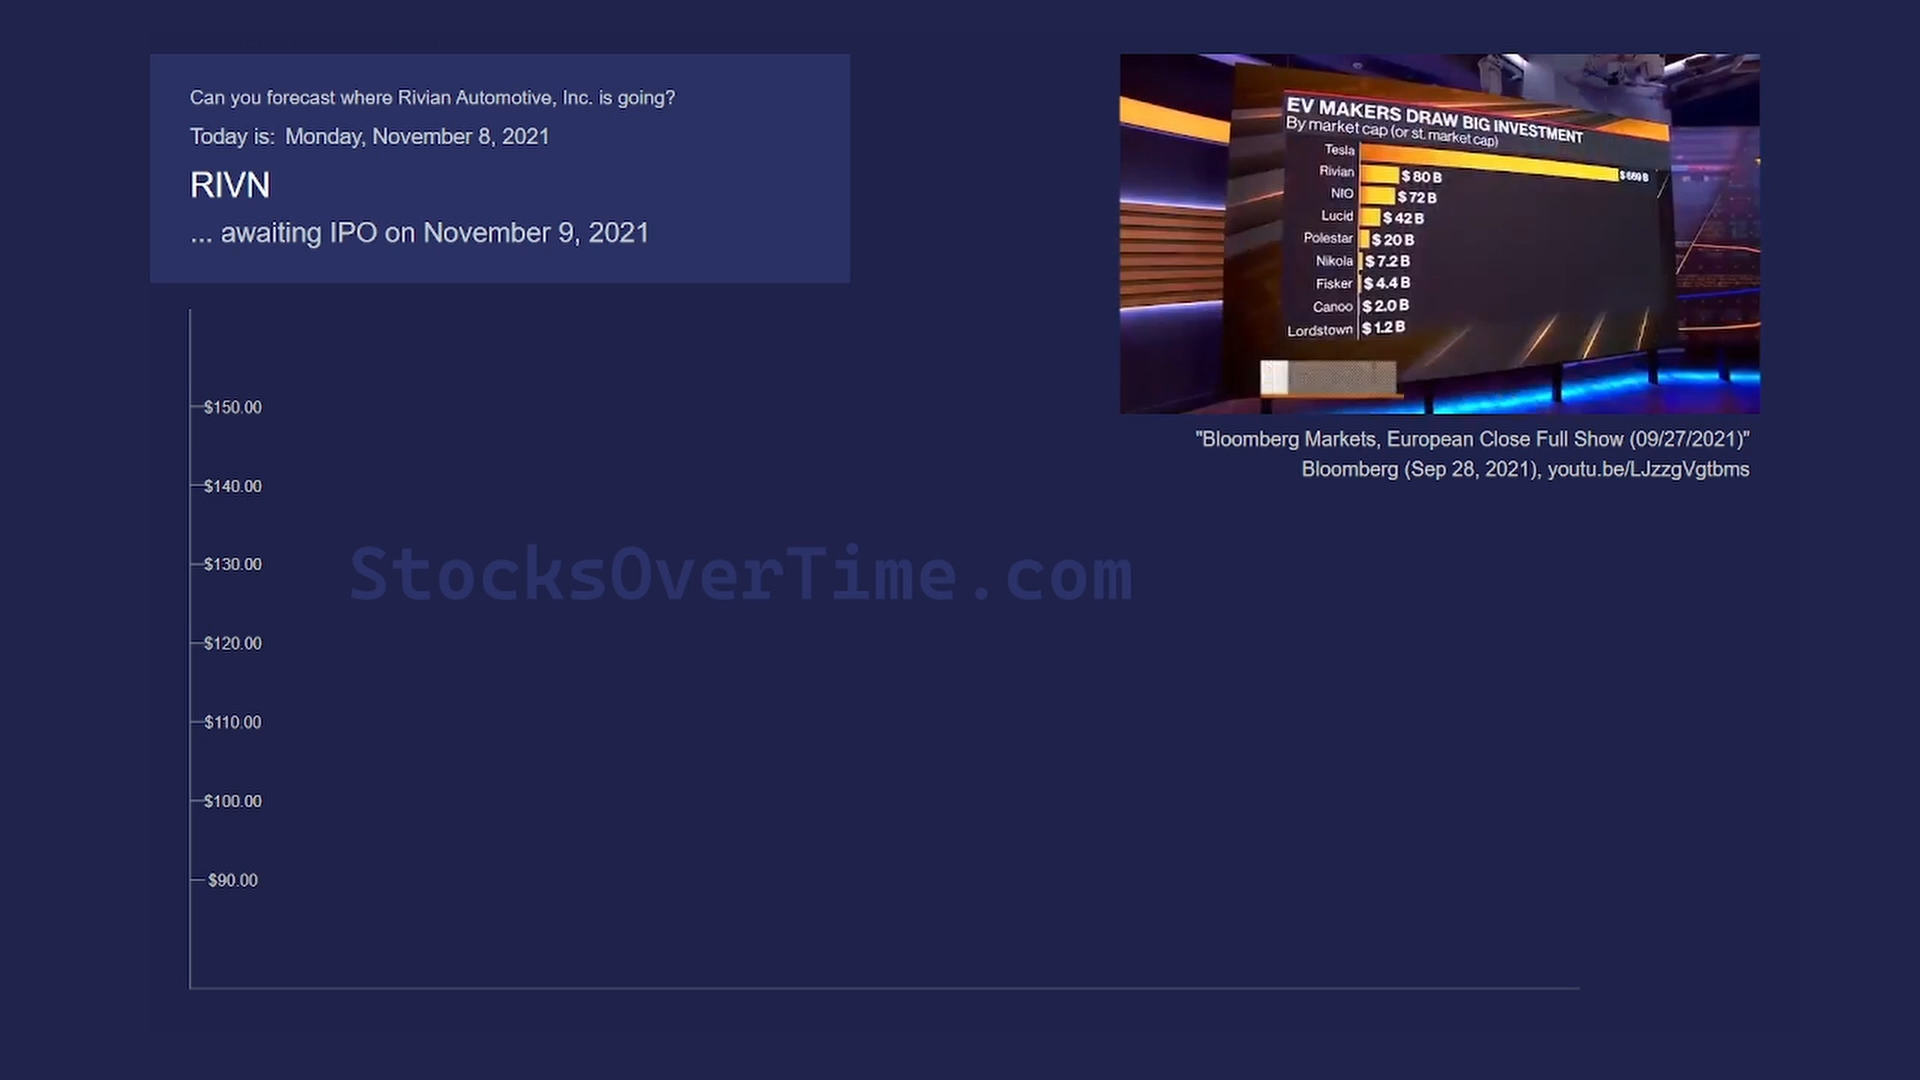 Can you forecast where Rivian Automotive, Inc. is going?
Today is: Monday, November 8, 2021
RIVN
... awaiting IPO on November 9, 2021
EV MAKERS DRAW BIG INVESTMENT
By market cap (or st. market cap)
Tesla
Rivian $80B
NIO $72B
Lucid $42B
Polestar $20B
Nikola $7.2B
Fisker $4.4B
Canoo $2.0B
Lordstown $1.2B
"Bloomberg Markets, European Close Full Show (09/27/2021)"
Bloomberg (Sep 28, 2021), youtu.be/LJzzgVgtbms
$150.00
$140.00
$130.00
$120.00
$110.00
$100.00
$90.00
StocksOverTime.com